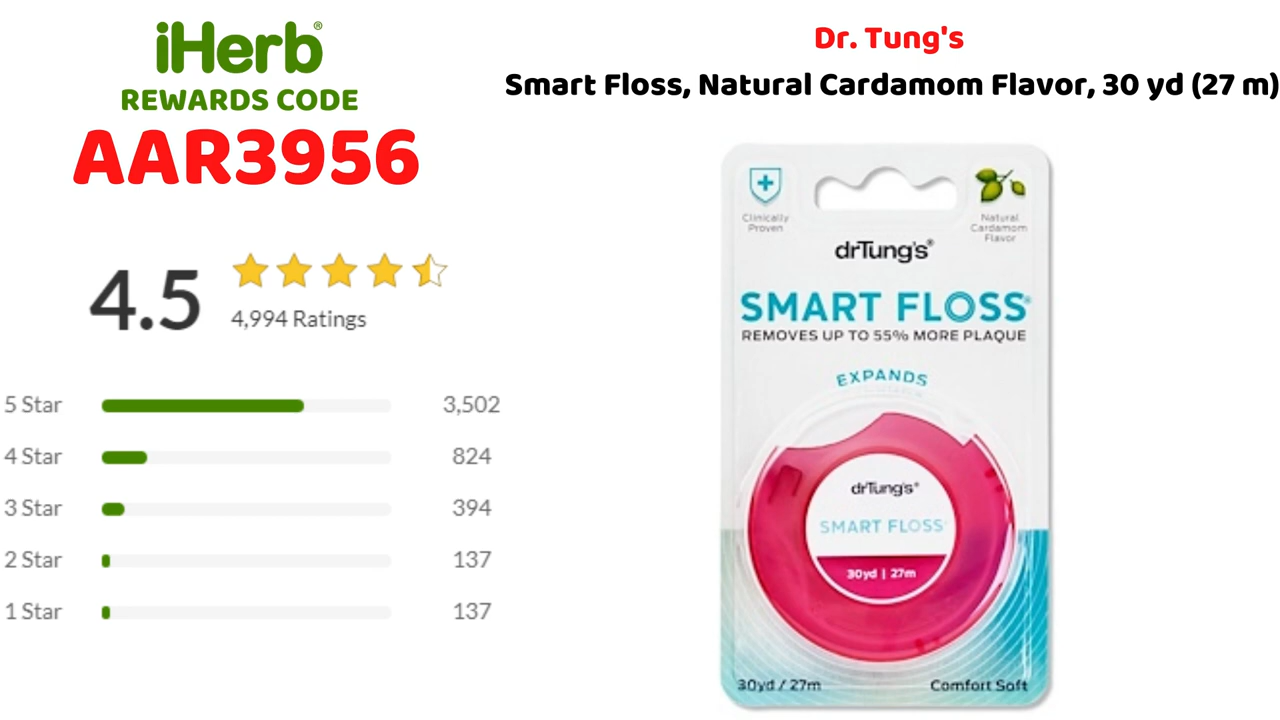 iHerb®
REWARDS CODE
AAR3956
4.5
4,994 Ratings
5 Star 3,502
4 Star 824
3 Star 394
2 Star 137
1 Star 137
Dr. Tung's
Smart Floss, Natural Cardamom Flavor, 30 yd (27 m)
Clinically
Proven
Natural
Cardamom
Flavor
drTung's®
SMART FLOSS®
REMOVES UP TO 55% MORE PLAQUE
EXPANDS
drTung's®
SMART FLOSS®
30yd | 27m
30yd / 27m
Comfort Soft